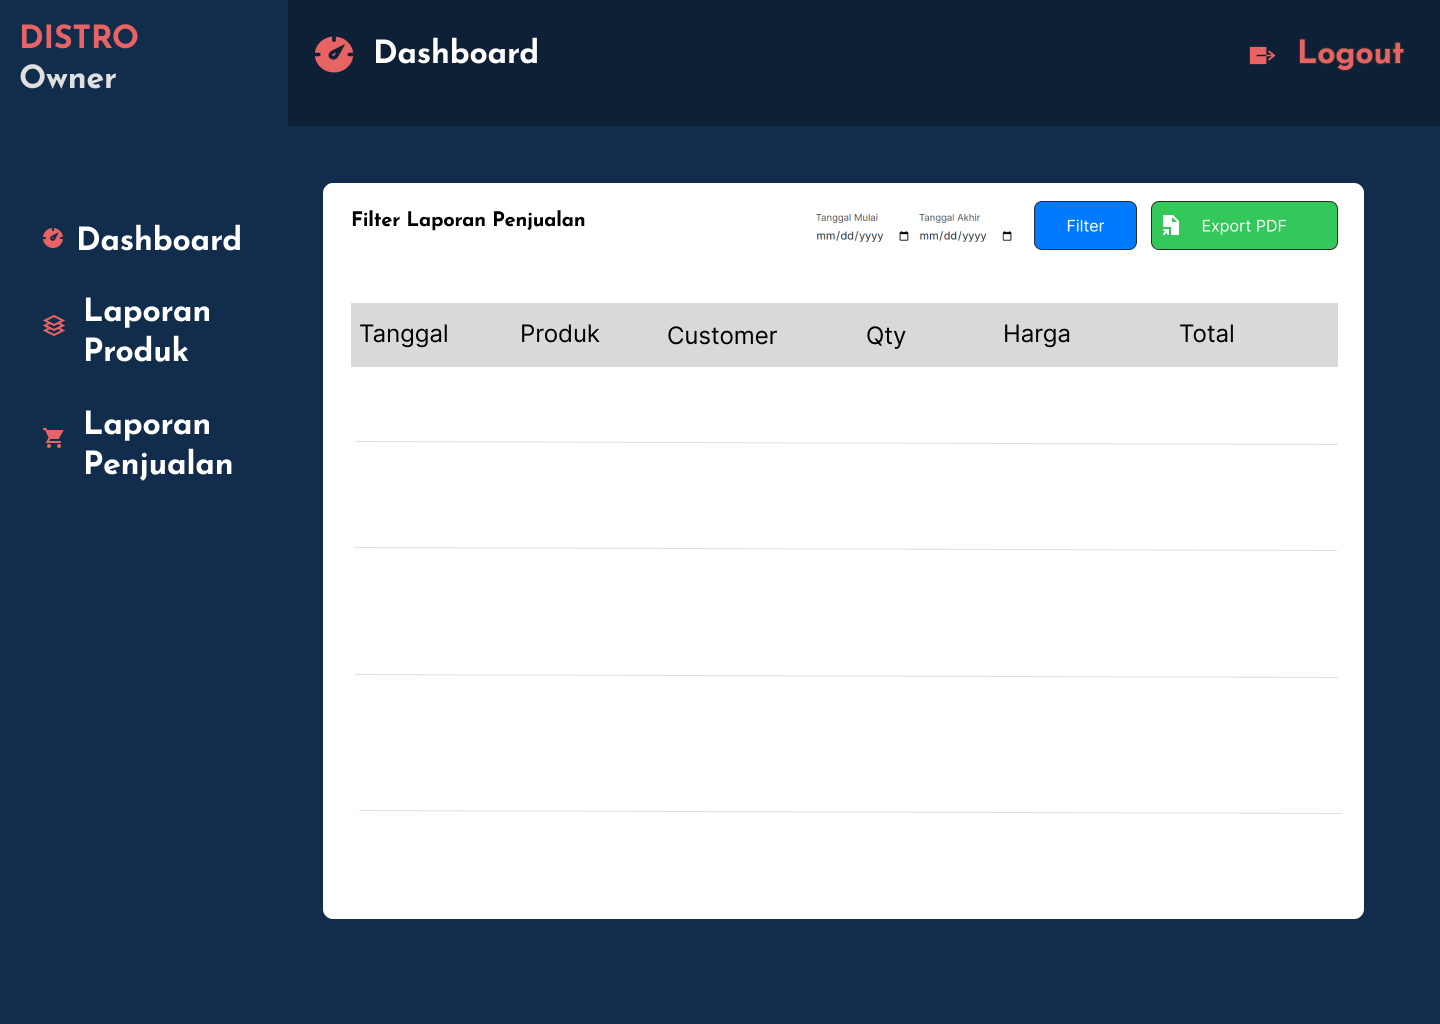 DISTRO
Owner
Dashboard
Logout
Dashboard
Laporan
Produk
Laporan
Penjualan
Filter Laporan Penjualan
Tanggal Mulai
mm/dd/yyyy
Tanggal Akhir
mm/dd/yyyy
Filter
Export PDF
Tanggal Produk Customer Qty Harga Total